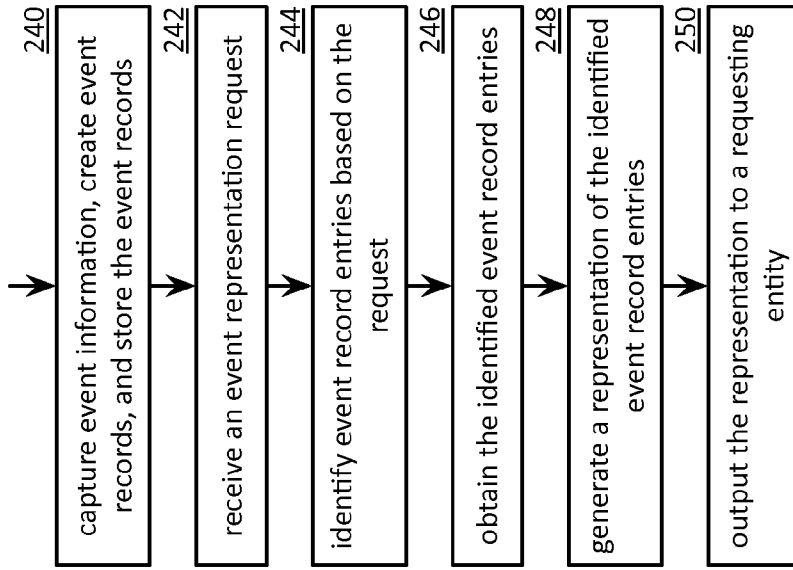 240
capture event information, create event
records, and store the event records
242
receive an event representation request
244
identify event record entries based on the
request
246
obtain the identified event record entries
248
generate a representation of the identified
event record entries
250
output the representation to a requesting
entity